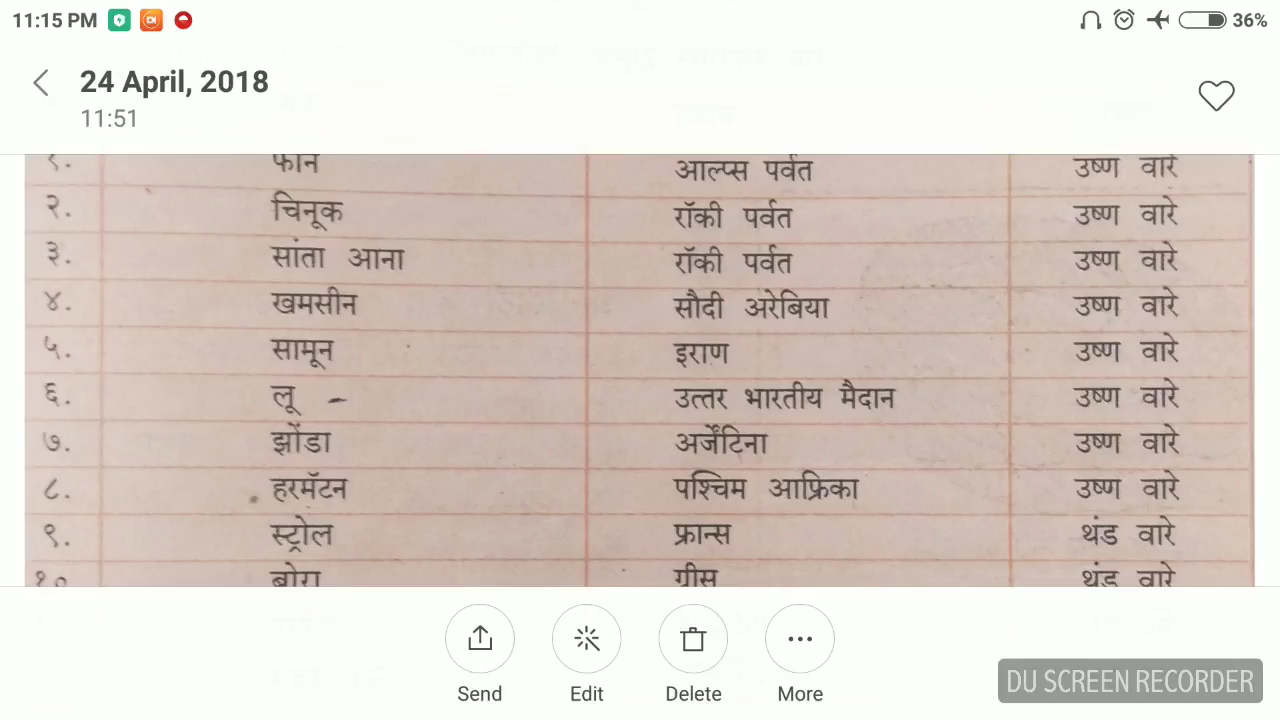 11:15 PM 36%
24 April, 2018
11:51
१. फॉन आल्प्स पर्वत उष्ण वारे
२. चिनूक रॉकी पर्वत उष्ण वारे
३. सांता आना रॉकी पर्वत उष्ण वारे
४. खमसीन सौदी अरेबिया उष्ण वारे
५. सामून इराण उष्ण वारे
६. लू - उत्तर भारतीय मैदान उष्ण वारे
७. झोंडा अर्जेंटिना उष्ण वारे
८. हरमॅटन पश्चिम आफ्रिका उष्ण वारे
९. स्ट्रोल फ्रान्स थंड वारे
१०. बोरा ग्रीस थंड वारे
Send Edit Delete More
DU SCREEN RECORDER